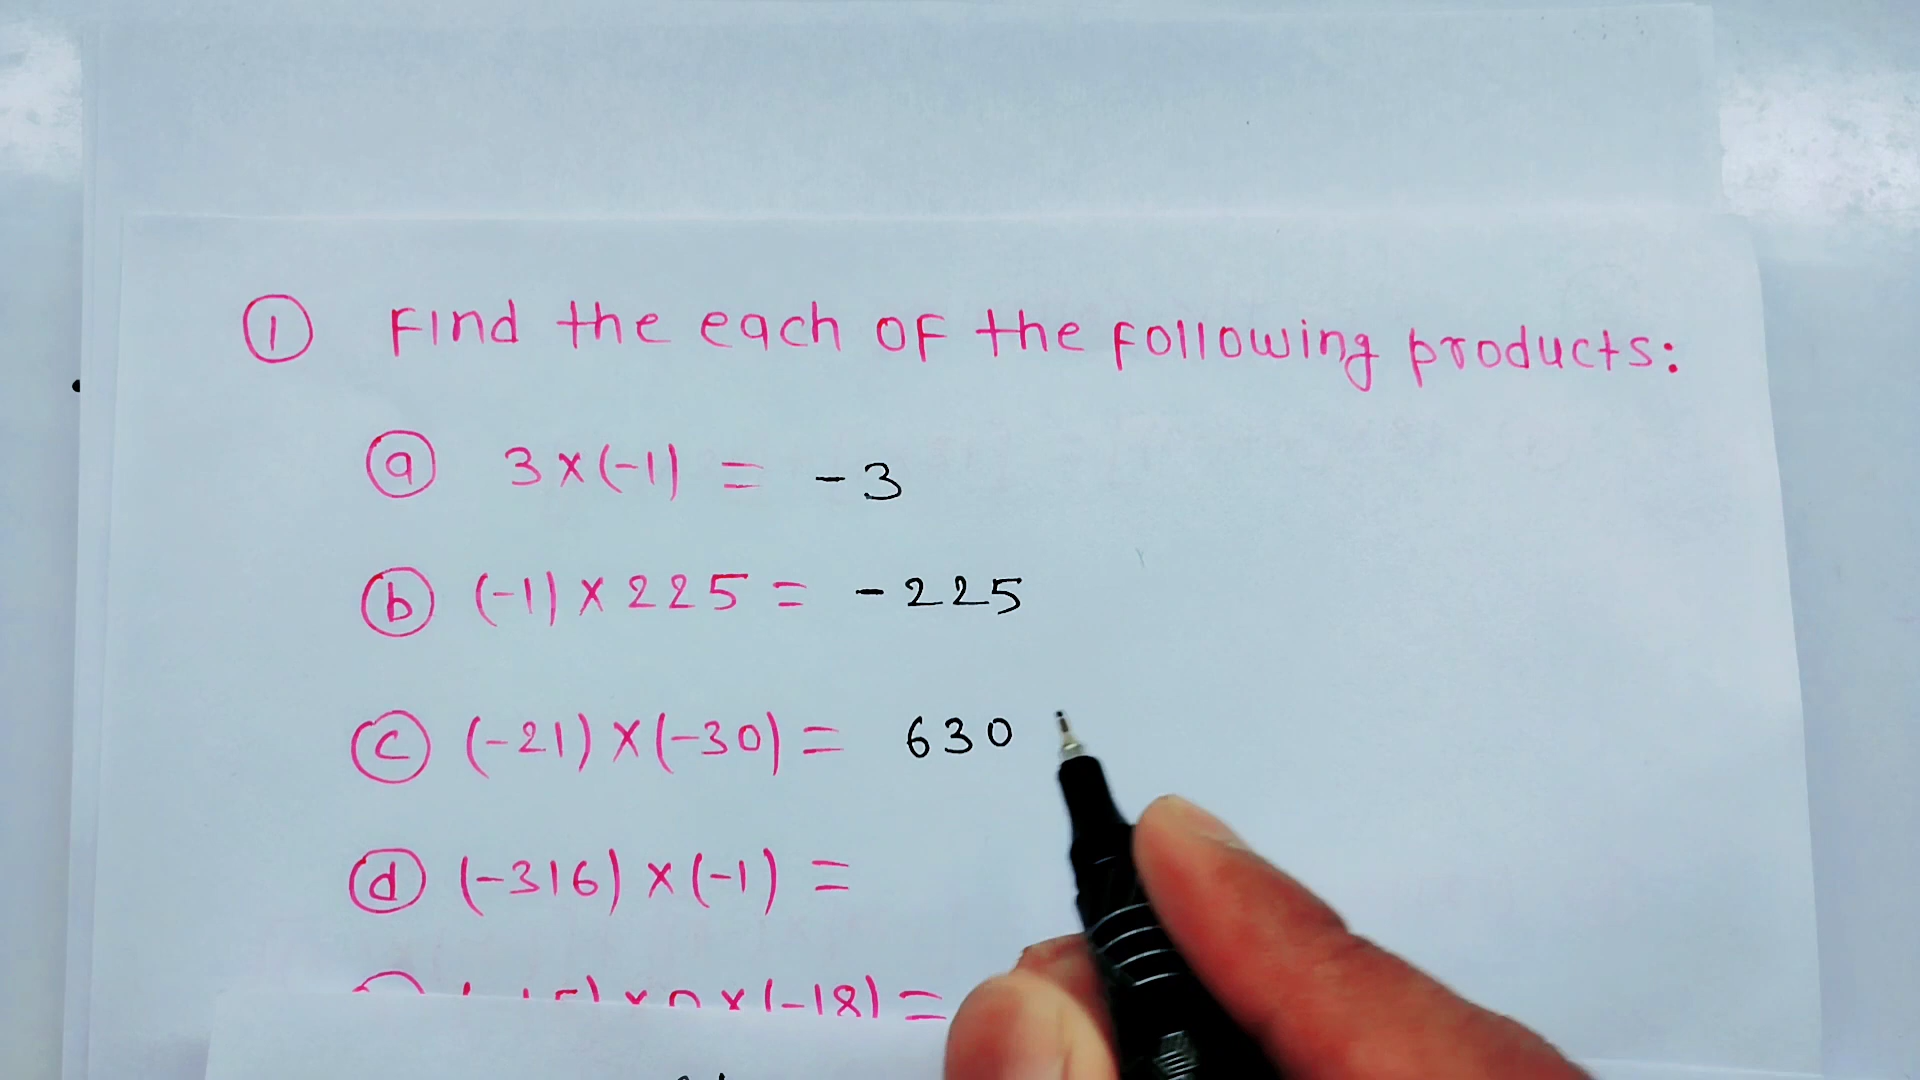 ① Find the each of the following products:
ⓐ 3 × (-1) = -3
ⓑ (-1) × 225 = -225
ⓒ (-21) × (-30) = 630
ⓓ (-316) × (-1) =
× (-18) =